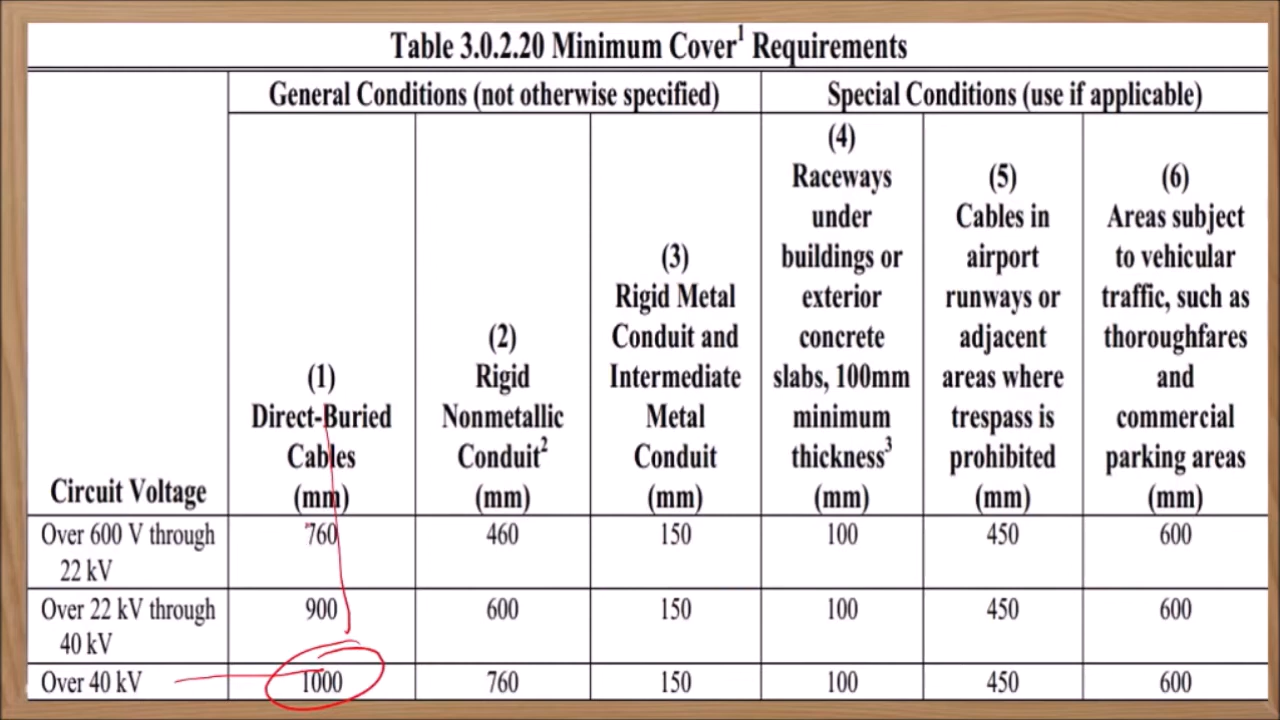 Table 3.0.2.20 Minimum Cover1 Requirements
General Conditions (not otherwise specified)
Special Conditions (use if applicable)
Circuit Voltage
(1)
Direct-Buried
Cables
(mm)
(2)
Rigid
Nonmetallic
Conduit2
(mm)
(3)
Rigid Metal
Conduit and
Intermediate
Metal
Conduit
(mm)
(4)
Raceways
under
buildings or
exterior
concrete
slabs, 100mm
minimum
thickness3
(mm)
(5)
Cables in
airport
runways or
adjacent
areas where
trespass is
prohibited
(mm)
(6)
Areas subject
to vehicular
traffic, such as
thoroughfares
and
commercial
parking areas
(mm)
Over 600 V through
22 kV
760 460 150 100 450 600
Over 22 kV through
40 kV
900 600 150 100 450 600
Over 40 kV 1000 760 150 100 450 600